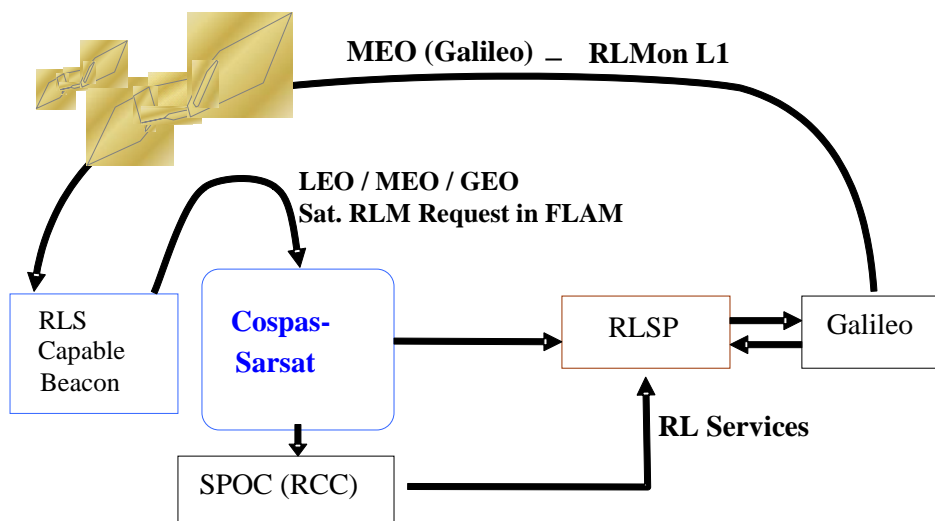 MEO (Galileo) – RLMon L1
LEO / MEO / GEO
Sat. RLM Request in FLAM
RLS
Capable
Beacon
Cospas-
Sarsat
RLSP
Galileo
RL Services
SPOC (RCC)